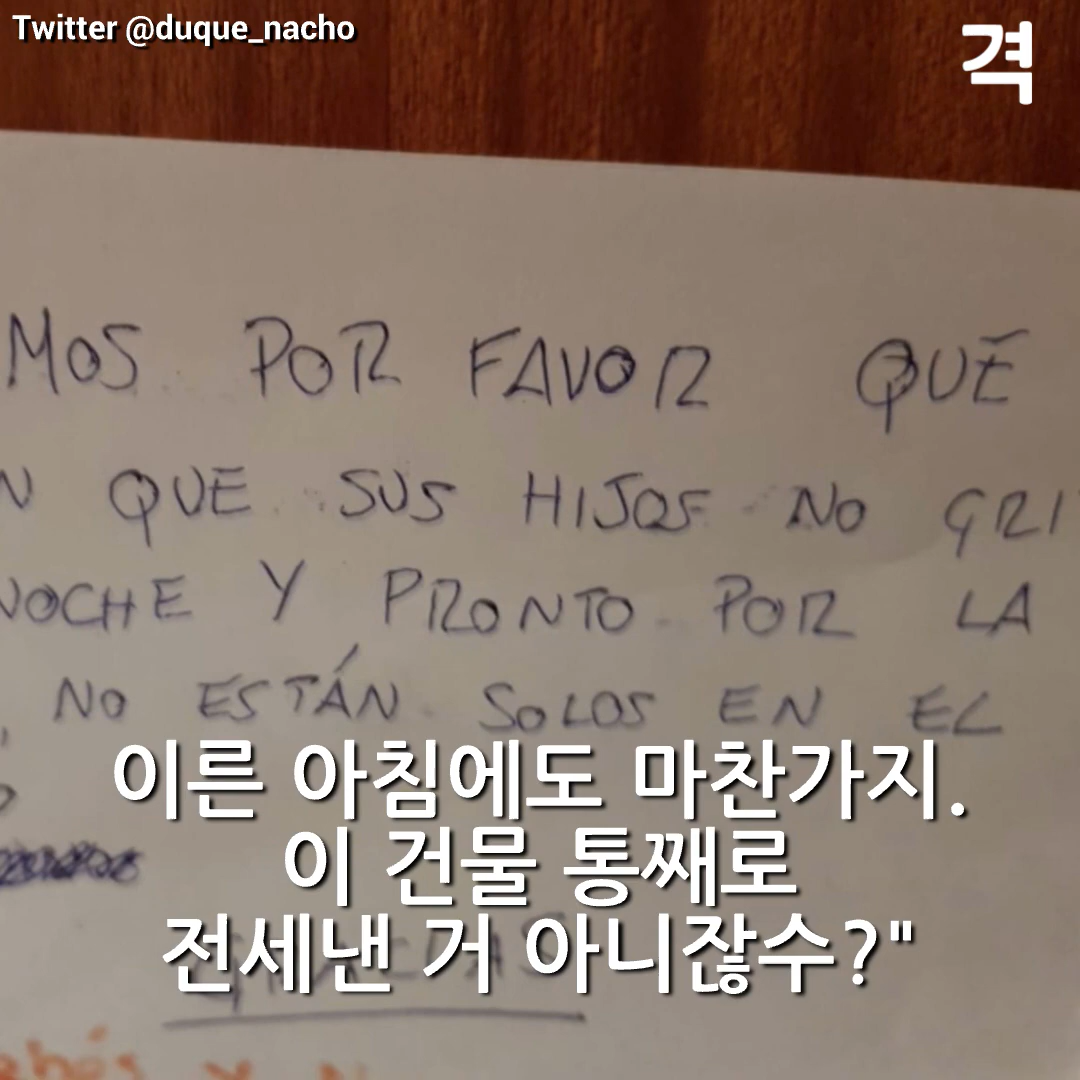 Twitter @duque_nacho
격
MOS POR FAVOR QUE
N QUE SUS HIJOS NO GRI
NOCHE Y PRONTO POR LA
NO ESTÁN SOLOS EN EL
이른 아침에도 마찬가지.
이 건물 통째로
전세낸 거 아니잖수?"